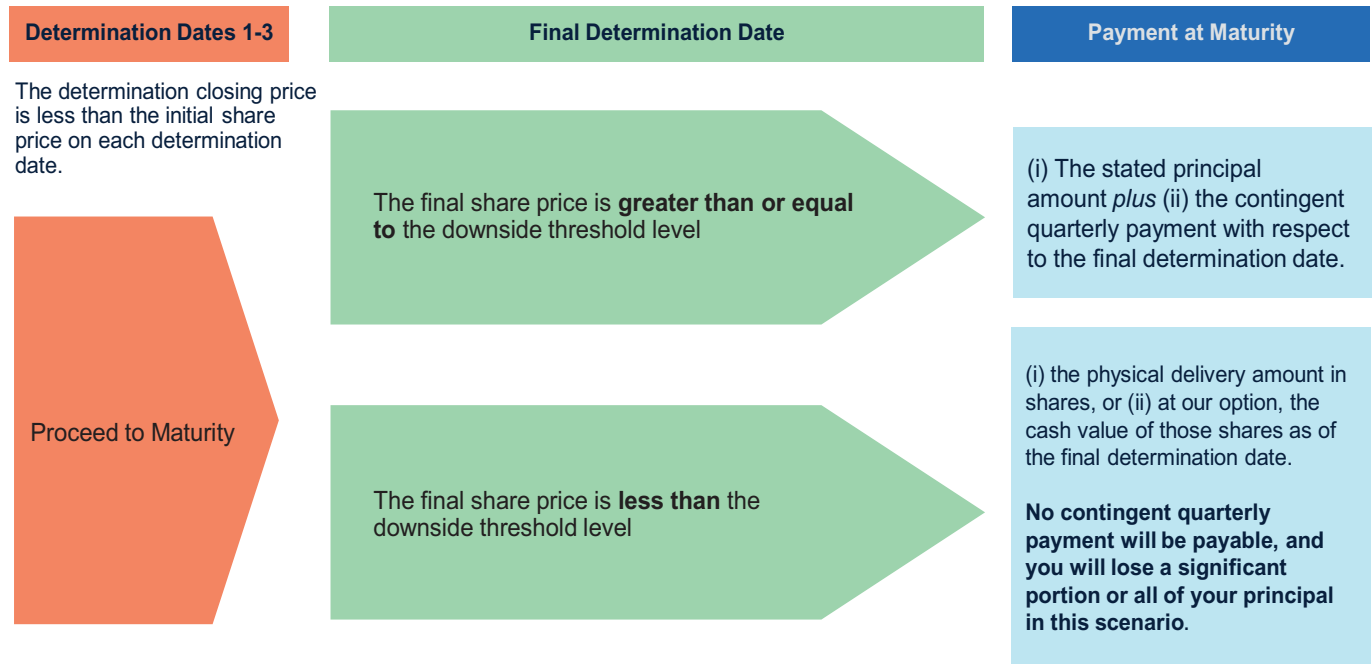 Determination Dates 1-3
Final Determination Date
Payment at Maturity
The determination closing price
is less than the initial share
price on each determination
date.
Proceed to Maturity
The final share price is greater than or equal
to the downside threshold level
(i) The stated principal
amount plus (ii) the contingent
quarterly payment with respect
to the final determination date.
The final share price is less than the
downside threshold level
(i) the physical delivery amount in
shares, or (ii) at our option, the
cash value of those shares as of
the final determination date.
No contingent quarterly
payment will be payable, and
you will lose a significant
portion or all of your principal
in this scenario.